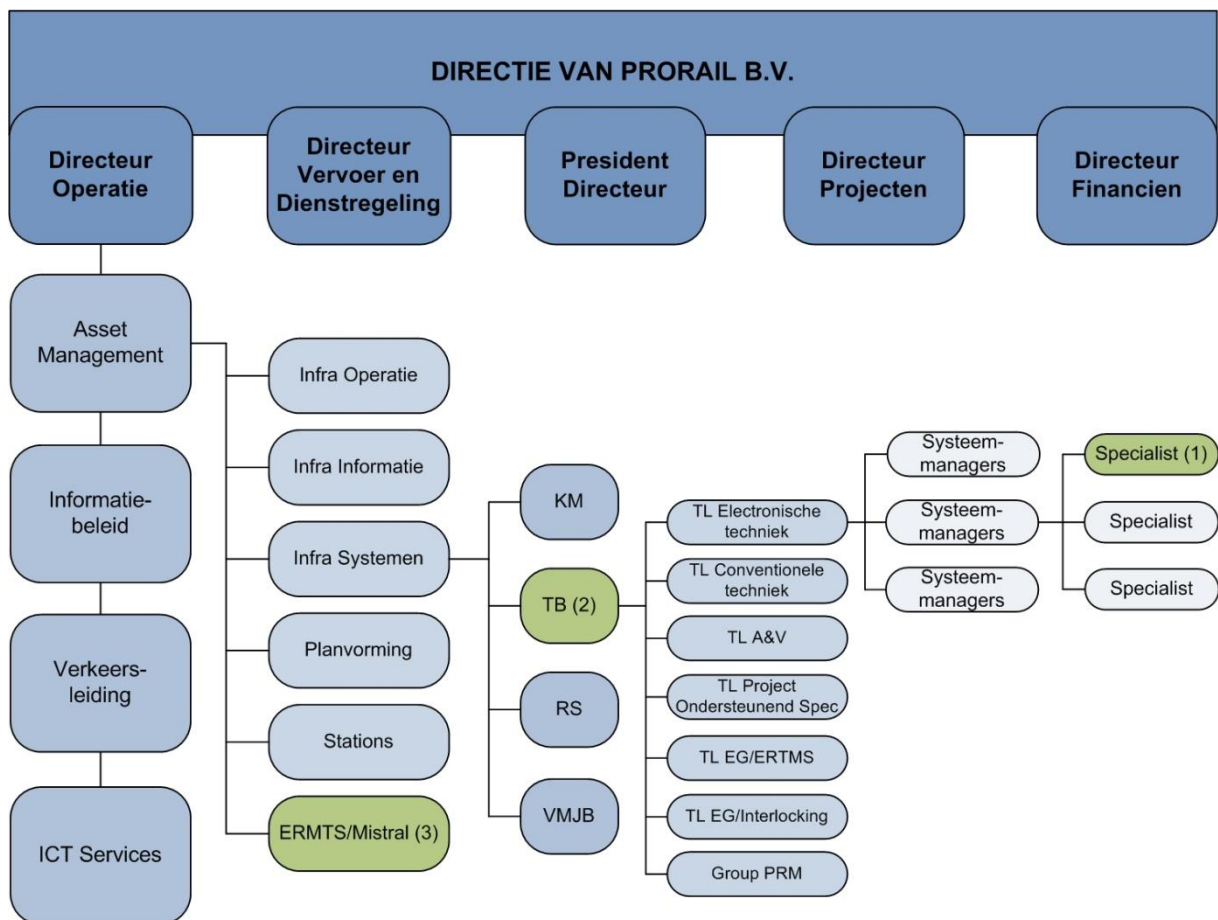 DIRECTIE VAN PRORAIL B.V.
Directeur
Operatie
Directeur
Vervoer en
Dienstregeling
President
Directeur
Directeur
Projecten
Directeur
Financien
Asset
Management
Informatie-
beleid
Verkeers-
leiding
ICT Services
Infra Operatie
Infra Informatie
Infra Systemen
Planvorming
Stations
ERMTS/Mistral (3)
KM
TB (2)
RS
VMJB
TL Electronische
techniek
TL Conventionele
techniek
TL A&V
TL Project
Ondersteunend Spec
TL EG/ERTMS
TL EG/Interlocking
Group PRM
Systeem-
managers
Systeem-
managers
Systeem-
managers
Specialist (1)
Specialist
Specialist